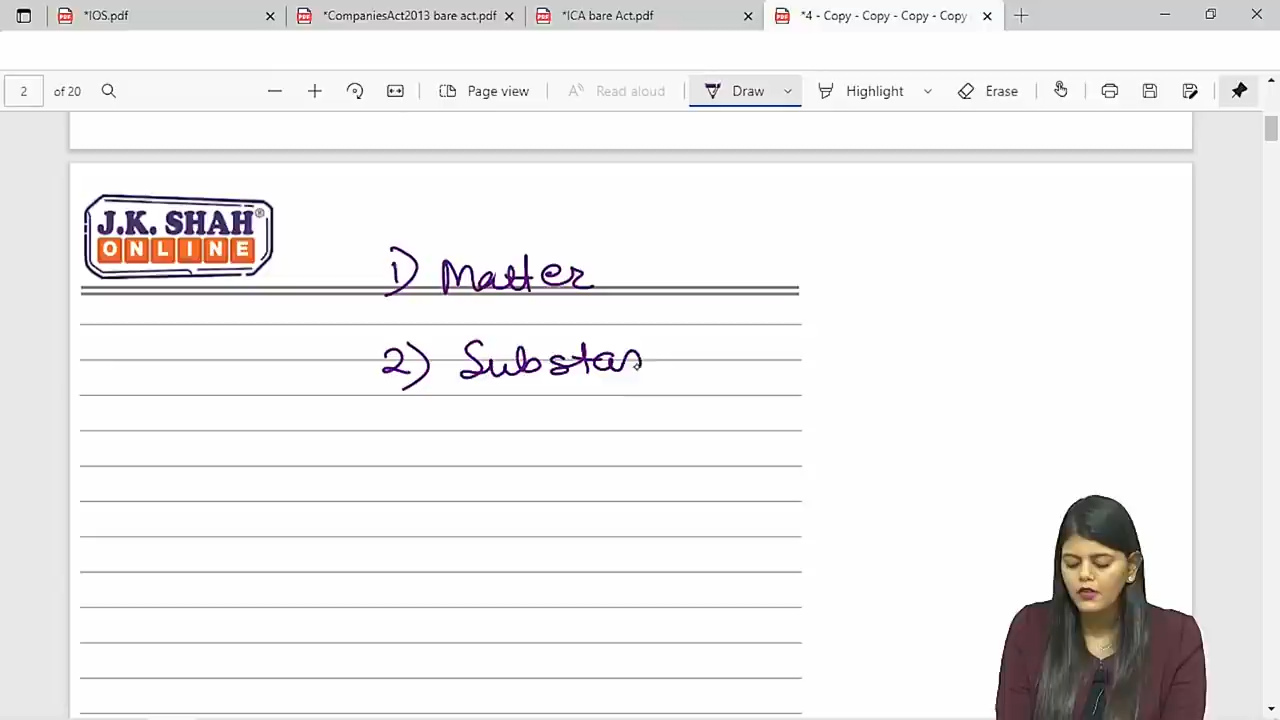 *IOS.pdf
*CompaniesAct2013 bare act.pdf
*ICA bare Act.pdf
*4 - Copy - Copy - Copy - Copy
2 of 20
Page view
Read aloud
Draw
Highlight
Erase
J.K. SHAH®
ONLINE
1) Matter
2) Substan